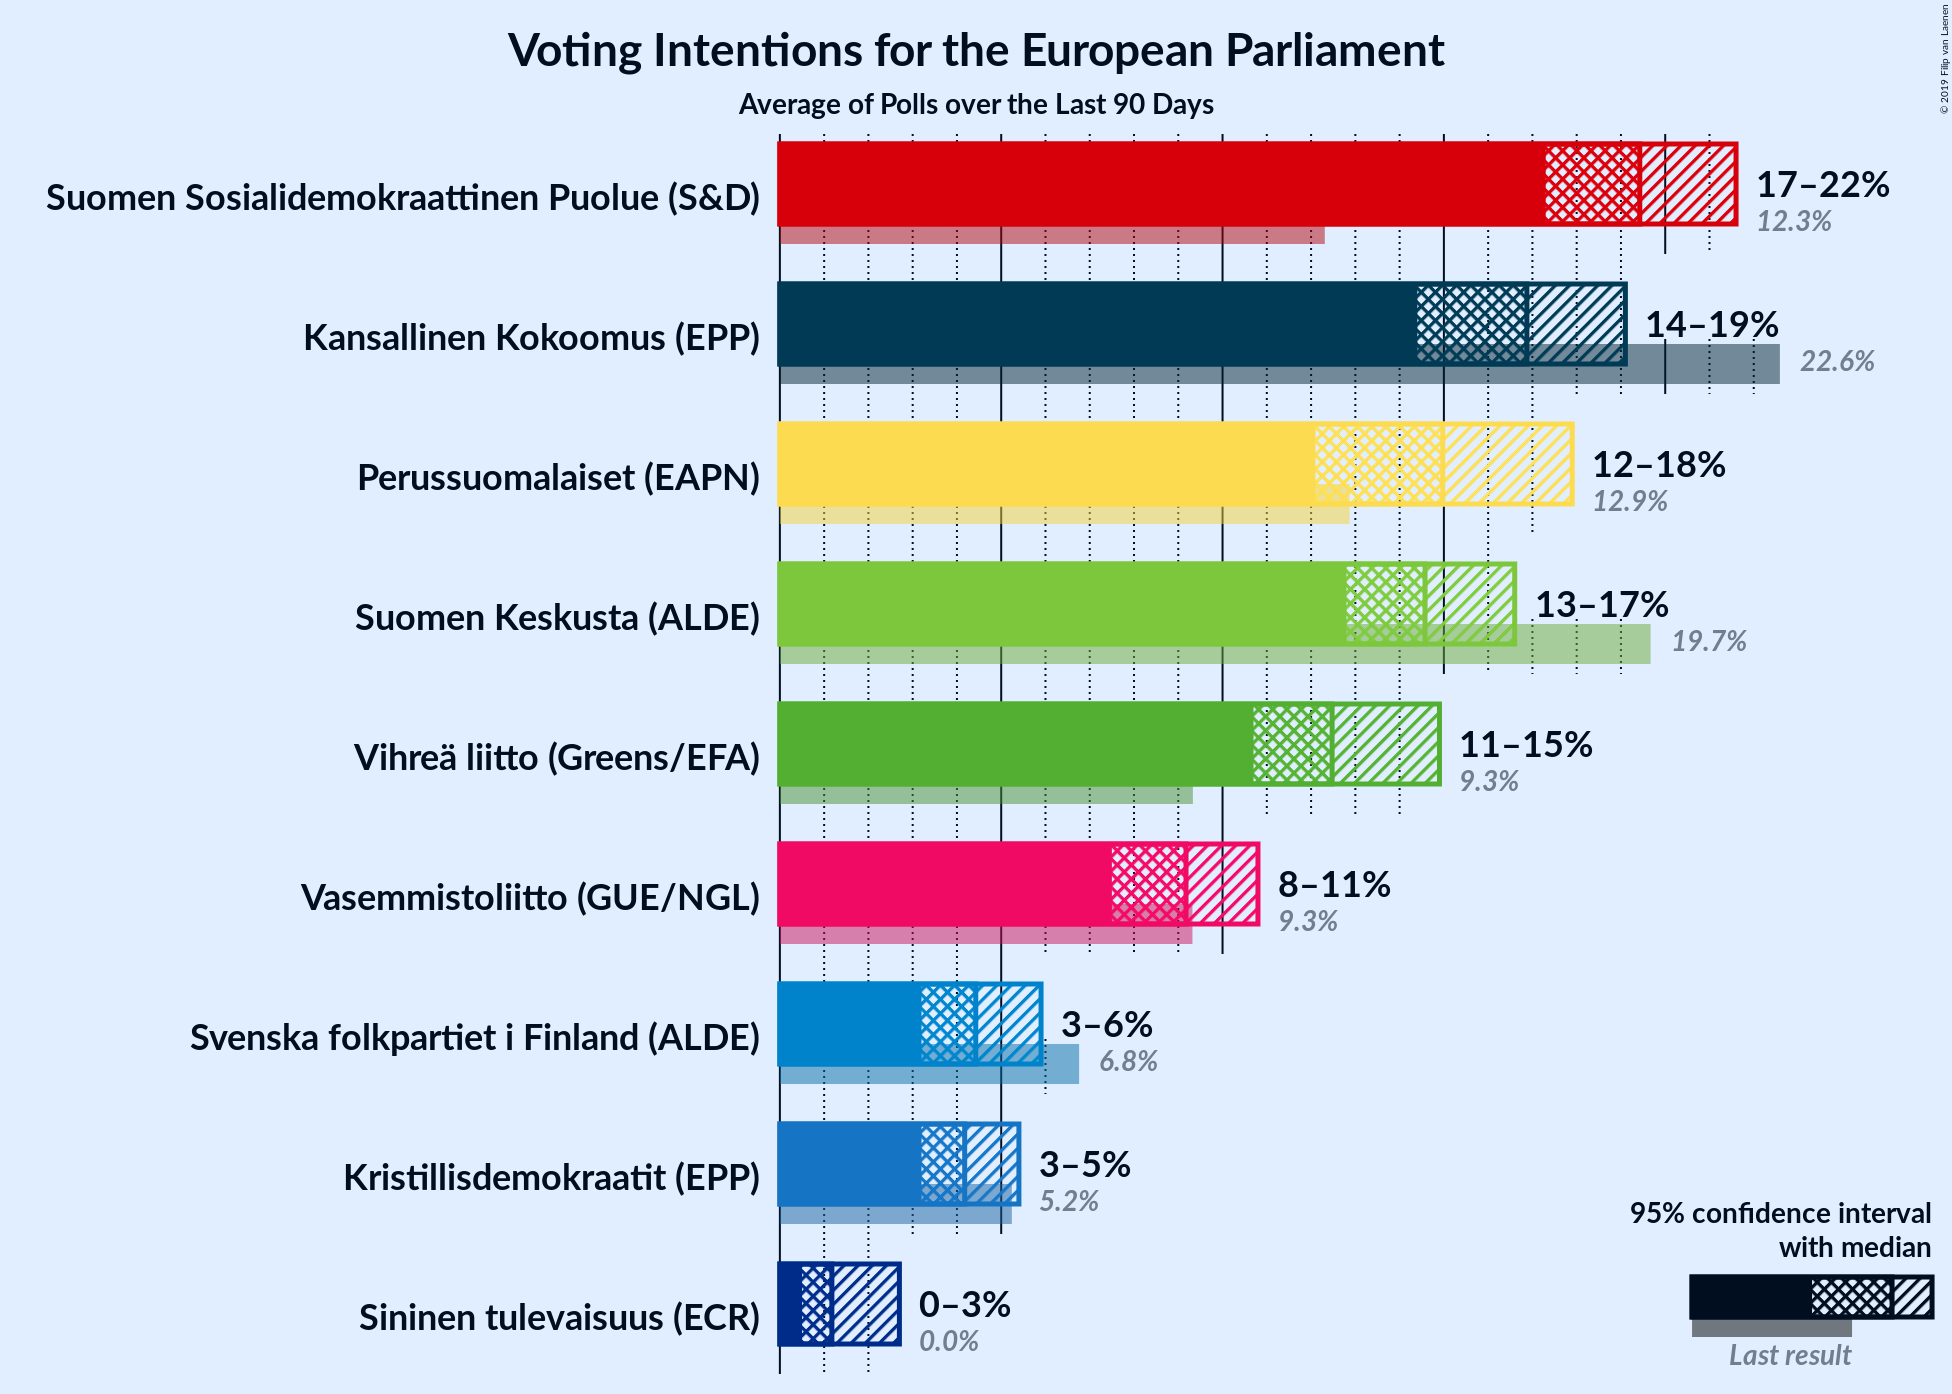 Voting Intentions for the European Parliament
Average of Polls over the Last 90 Days
© 2019 Filip van Laenen
Suomen Sosialidemokraattinen Puolue (S&D)
17–22%
12.3%
Kansallinen Kokoomus (EPP)
14–19%
22.6%
Perussuomalaiset (EAPN)
12–18%
12.9%
Suomen Keskusta (ALDE)
13–17%
19.7%
Vihreä liitto (Greens/EFA)
11–15%
9.3%
Vasemmistoliitto (GUE/NGL)
8–11%
9.3%
Svenska folkpartiet i Finland (ALDE)
3–6%
6.8%
Kristillisdemokraatit (EPP)
3–5%
5.2%
Sininen tulevaisuus (ECR)
0–3%
0.0%
95% confidence interval
with median
Last result